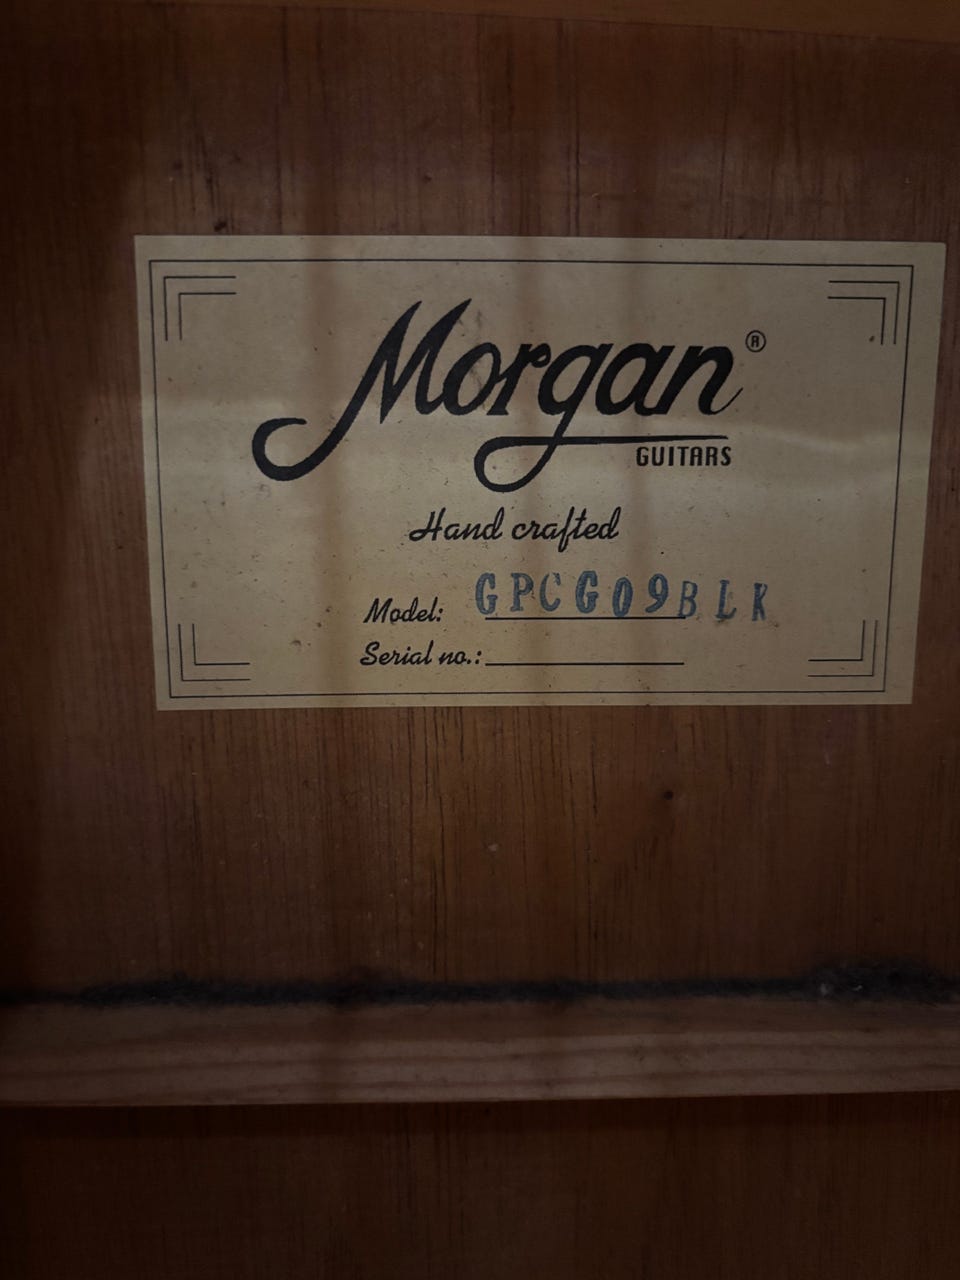 Morgan®
GUITARS
Hand crafted
Model: GPCG09BLK
Serial no.: